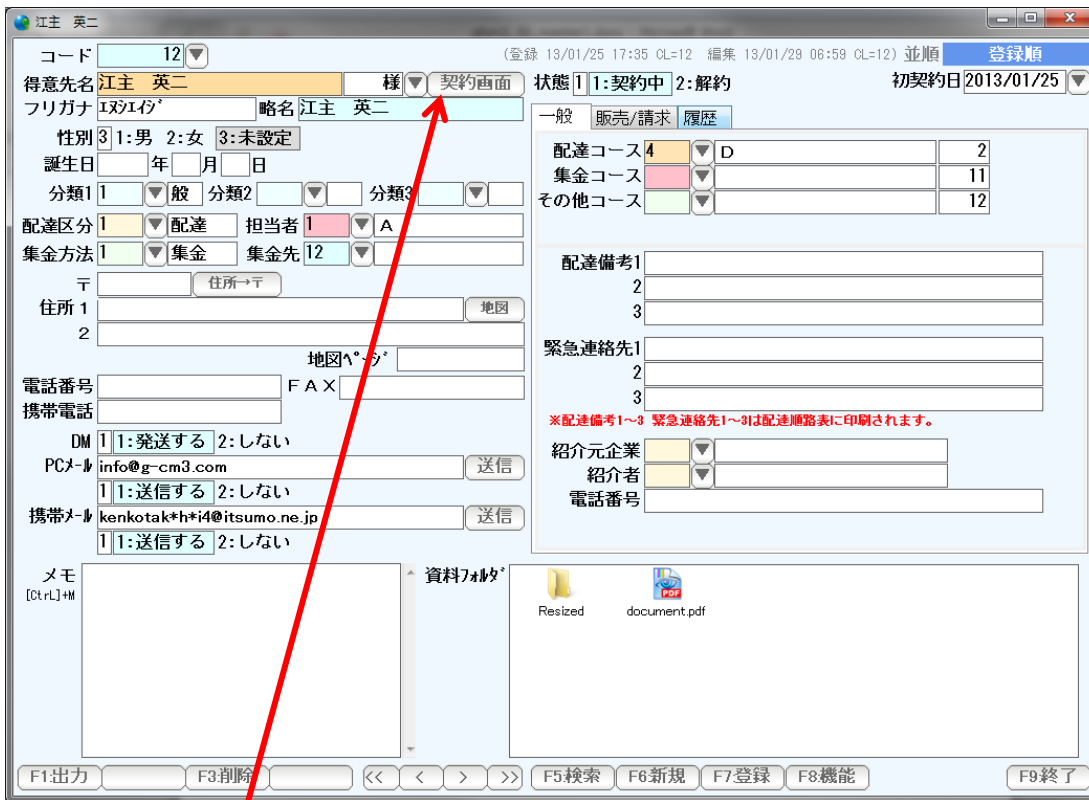 江主 英二
コード 12 (登録 13/01/25 17:35 CL=12 編集 13/01/29 06:59 CL=12) 並順 登録順
得意先名 江主 英二 様 契約画面 状態 1 1:契約中 2:解約 初契約日 2013/01/25
フリガナ ｴﾇｼｴｲｼﾞ 略名 江主 英二
一般 販売/請求 履歴
性別 3 1:男 2:女 3:未設定
誕生日 年 月 日
分類1 1 般 分類2 分類3
配達区分 1 配達 担当者 1 A
集金方法 1 集金 集金先 12
〒 住所→〒
住所 1 地図
2
地図ﾍﾟｰｼﾞ
電話番号 ＦＡＸ
携帯電話
DM 1 1:発送する 2:しない
PCﾒｰﾙ info@g-cm3.com 送信
1 1:送信する 2:しない
携帯ﾒｰﾙ kenkotak*h*i4@itsumo.ne.jp 送信
1 1:送信する 2:しない
配達コース 4 D 2
集金コース 11
その他コース 12
配達備考1
2
3
緊急連絡先1
2
3
※配達備考1～3 緊急連絡先1～3は配達順路表に印刷されます。
紹介元企業
紹介者
電話番号
メモ
[CtrL]+M
資料ﾌｫﾙﾀﾞ
PDF
Resized document.pdf
F1:出力 F3:削除 << < > >> F5:検索 F6:新規 F7:登録 F8:機能 F9:終了